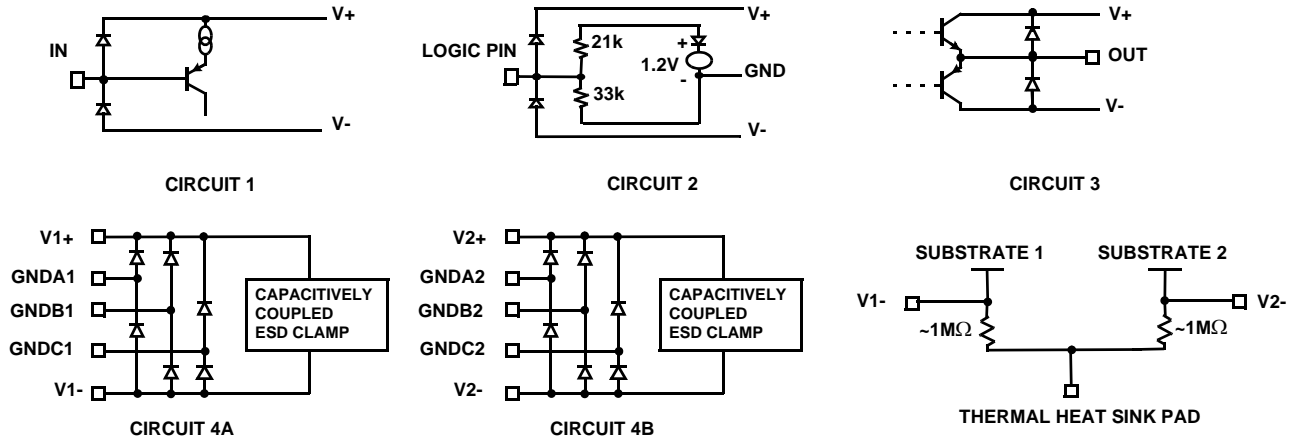 V+
IN
V-
CIRCUIT 1
V+
LOGIC PIN
21k
+
1.2V
-
GND
33k
V-
CIRCUIT 2
V+
OUT
V-
CIRCUIT 3
V1+
GNDA1
GNDB1
GNDC1
V1-
CAPACITIVELY
COUPLED
ESD CLAMP
CIRCUIT 4A
V2+
GNDA2
GNDB2
GNDC2
V2-
CAPACITIVELY
COUPLED
ESD CLAMP
CIRCUIT 4B
SUBSTRATE 1
SUBSTRATE 2
V1-
V2-
~1MΩ
~1MΩ
THERMAL HEAT SINK PAD